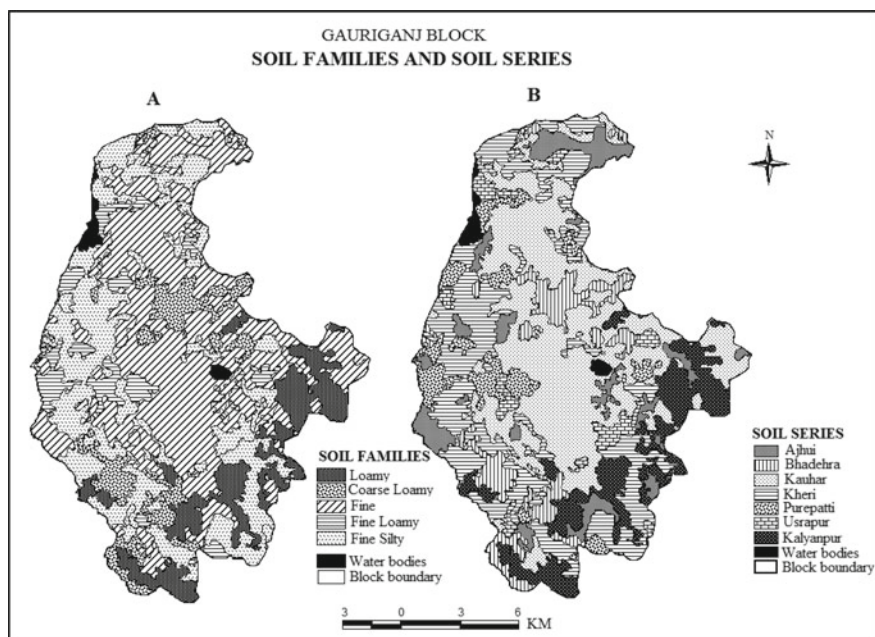 GAURIGANJ BLOCK
SOIL FAMILIES AND SOIL SERIES
A
B
N
SOIL FAMILIES
Loamy
Coarse Loamy
Fine
Fine Loamy
Fine Silty
Water bodies
Block boundary
SOIL SERIES
Ajhui
Bhadehra
Kauhar
Kheri
Purepatti
Usrapur
Kalyanpur
Water bodies
Block boundary
3 0 3 6 KM